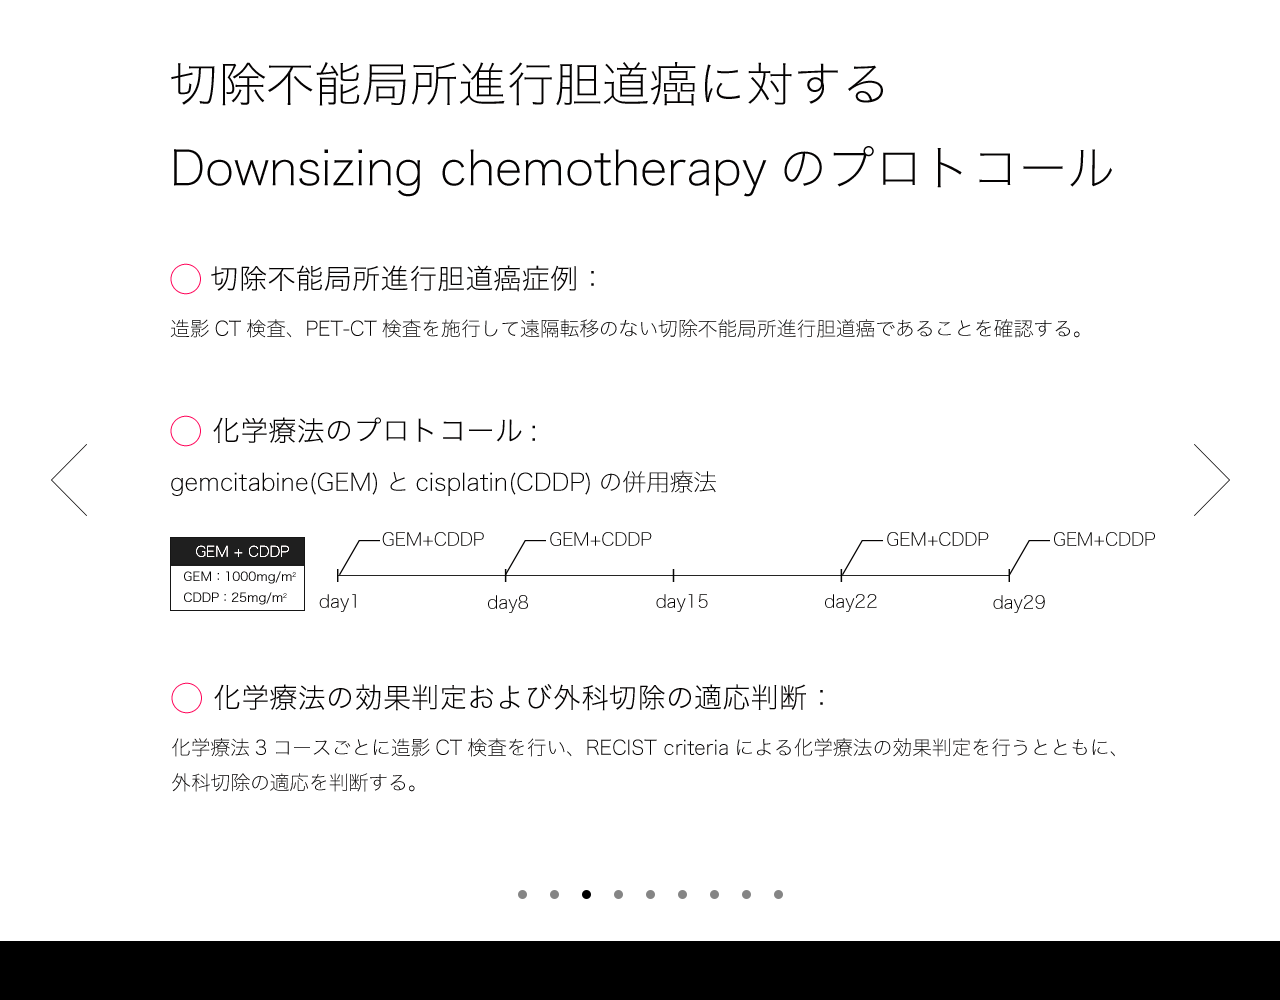 切除不能局所進行胆道癌に対する
Downsizing chemotherapy のプロトコール
切除不能局所進行胆道癌症例：
造影 CT 検査、PET-CT 検査を施行して遠隔転移のない切除不能局所進行胆道癌であることを確認する。
化学療法のプロトコール :
gemcitabine(GEM) と cisplatin(CDDP) の併用療法
GEM+CDDP GEM+CDDP GEM+CDDP GEM+CDDP
GEM + CDDP
GEM：1000mg/m²
CDDP：25mg/m²
day1 day8 day15 day22 day29
化学療法の効果判定および外科切除の適応判断：
化学療法 3 コースごとに造影 CT 検査を行い、RECIST criteria による化学療法の効果判定を行うとともに、
外科切除の適応を判断する。